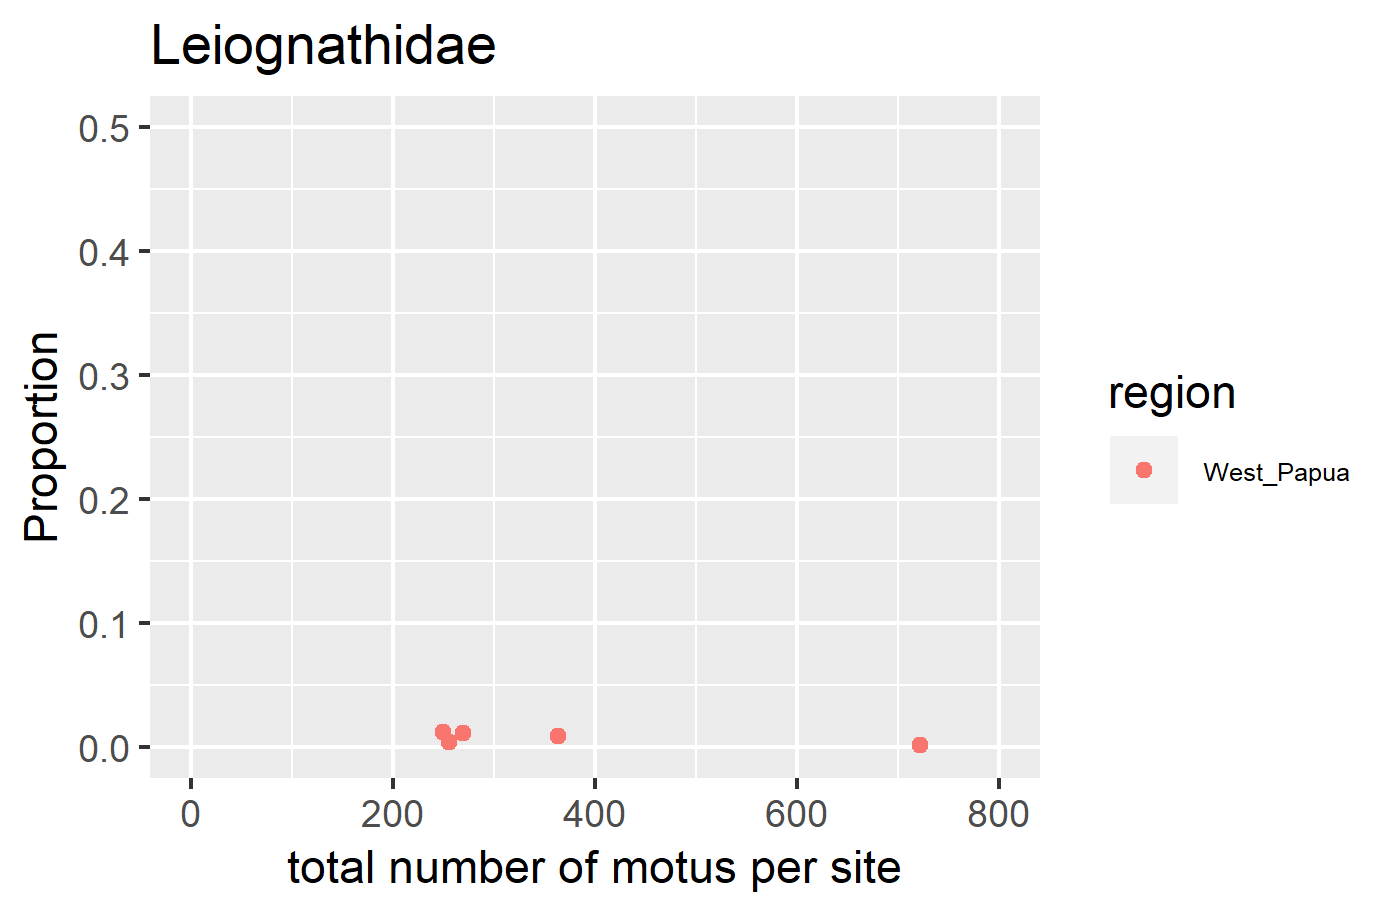 Leiognathidae
0.5
0.4
0.3
0.2
0.1
0.0
Proportion
0 200 400 600 800
total number of motus per site
region
West_Papua